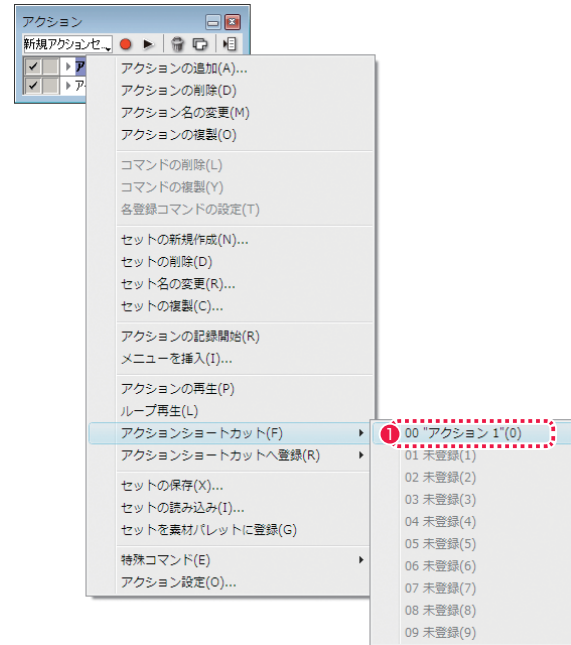 アクション
新規アクションセ...
ア
ア
アクションの追加(A)...
アクションの削除(D)
アクション名の変更(M)
アクションの複製(O)
コマンドの削除(L)
コマンドの複製(Y)
各登録コマンドの設定(T)
セットの新規作成(N)...
セットの削除(D)
セット名の変更(R)...
セットの複製(C)...
アクションの記録開始(R)
メニューを挿入(I)...
アクションの再生(P)
ループ再生(L)
アクションショートカット(F)
アクションショートカットへ登録(R)
セットの保存(X)...
セットの読み込み(I)...
セットを素材パレットに登録(G)
特殊コマンド(E)
アクション設定(O)...
1
00 "アクション 1"(0)
01 未登録(1)
02 未登録(2)
03 未登録(3)
04 未登録(4)
05 未登録(5)
06 未登録(6)
07 未登録(7)
08 未登録(8)
09 未登録(9)